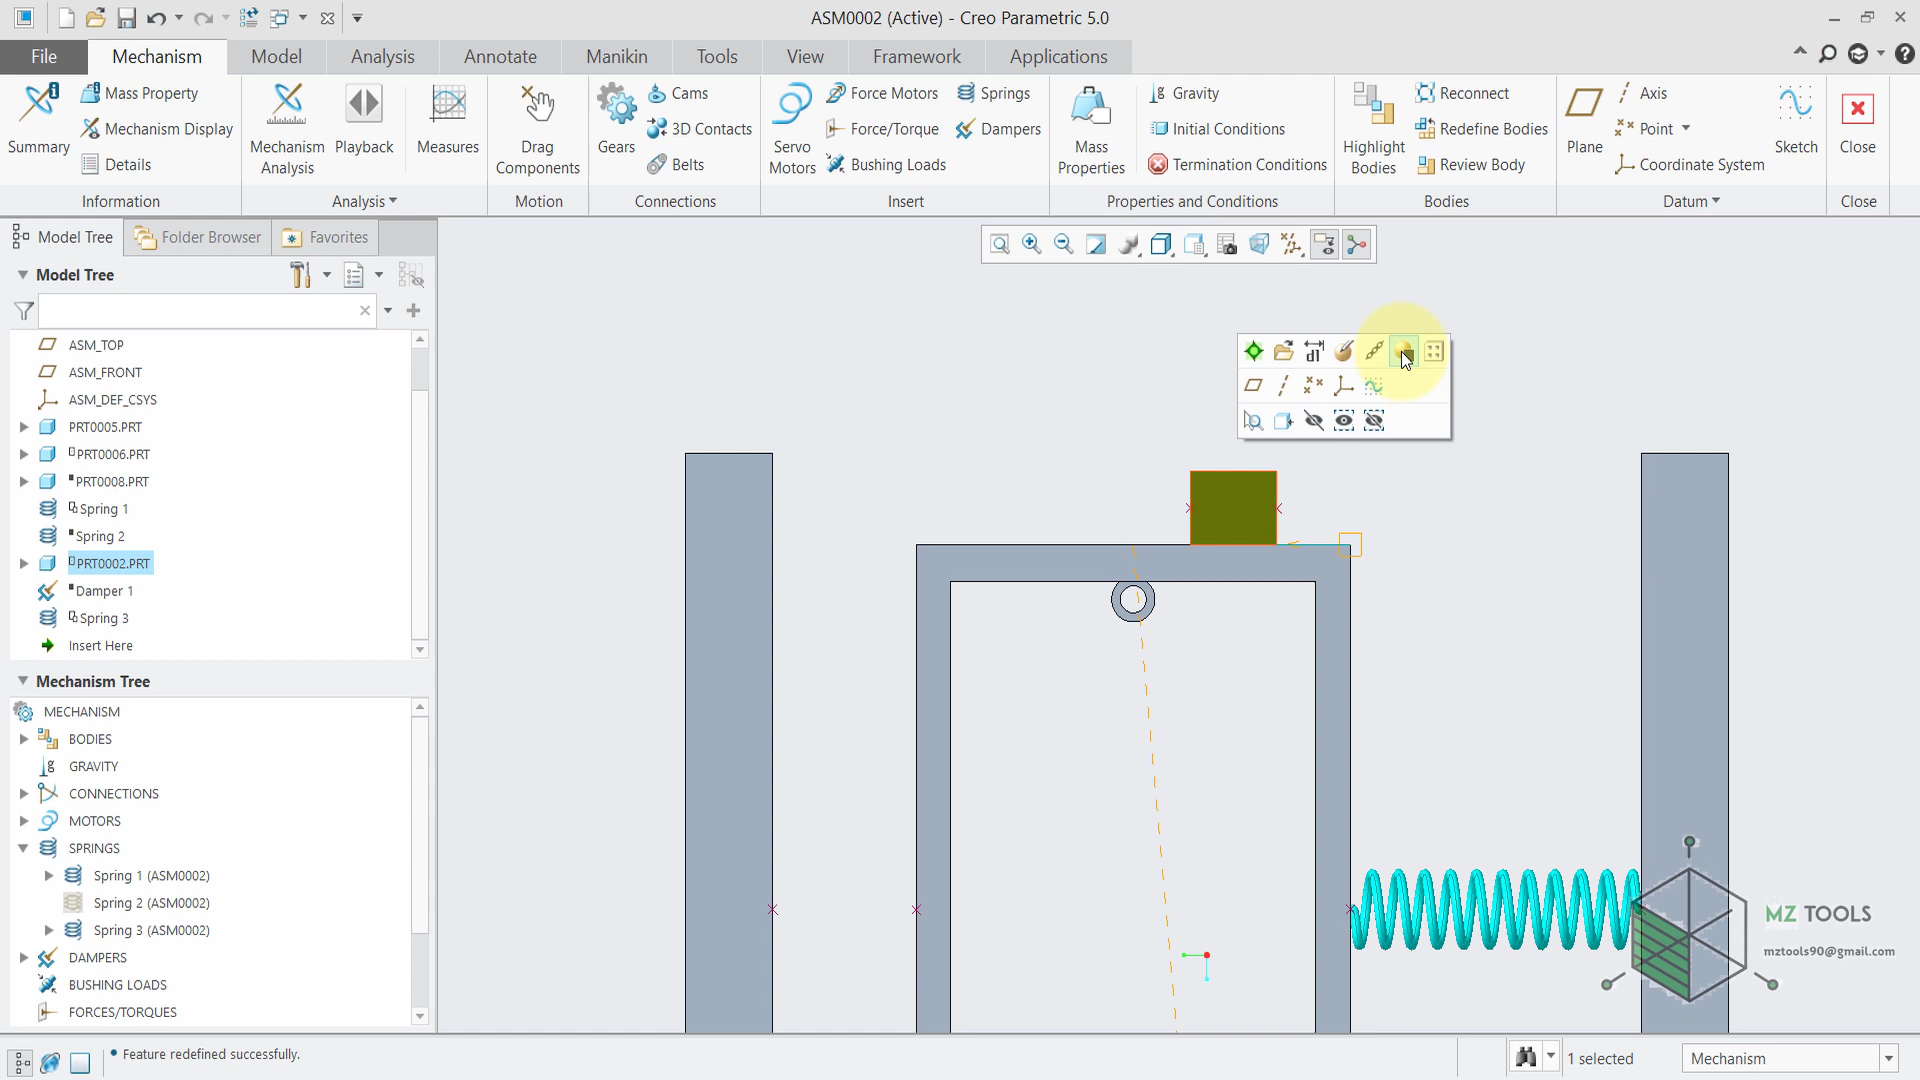 ASM0002 (Active) - Creo Parametric 5.0
File
Mechanism
Model
Analysis
Annotate
Manikin
Tools
View
Framework
Applications
Summary
Mass Property
Mechanism Display
Details
Information
Mechanism
Analysis
Playback
Measures
Analysis
Drag
Components
Motion
Gears
Cams
3D Contacts
Belts
Connections
Servo
Motors
Force Motors
Force/Torque
Bushing Loads
Springs
Dampers
Insert
Mass
Properties
Gravity
Initial Conditions
Termination Conditions
Properties and Conditions
Highlight
Bodies
Reconnect
Redefine Bodies
Review Body
Bodies
Plane
Axis
Point
Coordinate System
Sketch
Datum
Close
Close
Model Tree
Folder Browser
Favorites
Model Tree
ASM_TOP
ASM_FRONT
ASM_DEF_CSYS
PRT0005.PRT
PRT0006.PRT
PRT0008.PRT
Spring 1
Spring 2
PRT0002.PRT
Damper 1
Spring 3
Insert Here
Mechanism Tree
MECHANISM
BODIES
GRAVITY
CONNECTIONS
MOTORS
SPRINGS
Spring 1 (ASM0002)
Spring 2 (ASM0002)
Spring 3 (ASM0002)
DAMPERS
BUSHING LOADS
FORCES/TORQUES
MZ TOOLS
mztools90@gmail.com
Feature redefined successfully.
1 selected
Mechanism